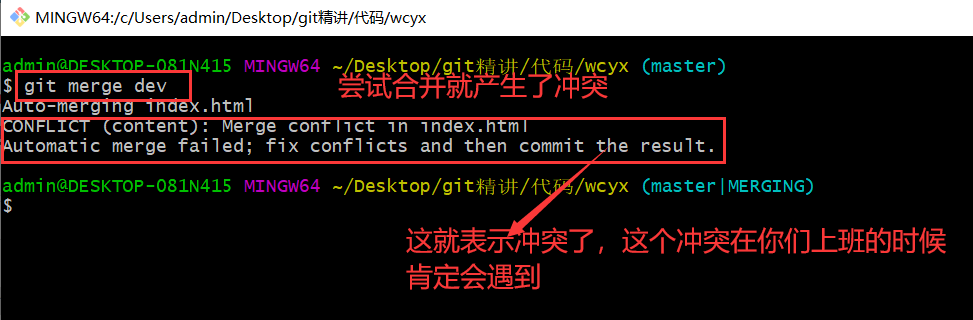 MINGW64:/c/Users/admin/Desktop/git精讲/代码/wcyx
admin@DESKTOP-081N415 MINGW64 ~/Desktop/git精讲/代码/wcyx (master)
$ git merge dev
尝试合并就产生了冲突
Auto-merging index.html
CONFLICT (content): Merge conflict in index.html
Automatic merge failed; fix conflicts and then commit the result.
admin@DESKTOP-081N415 MINGW64 ~/Desktop/git精讲/代码/wcyx (master|MERGING)
$
这就表示冲突了，这个冲突在你们上班的时候
肯定会遇到